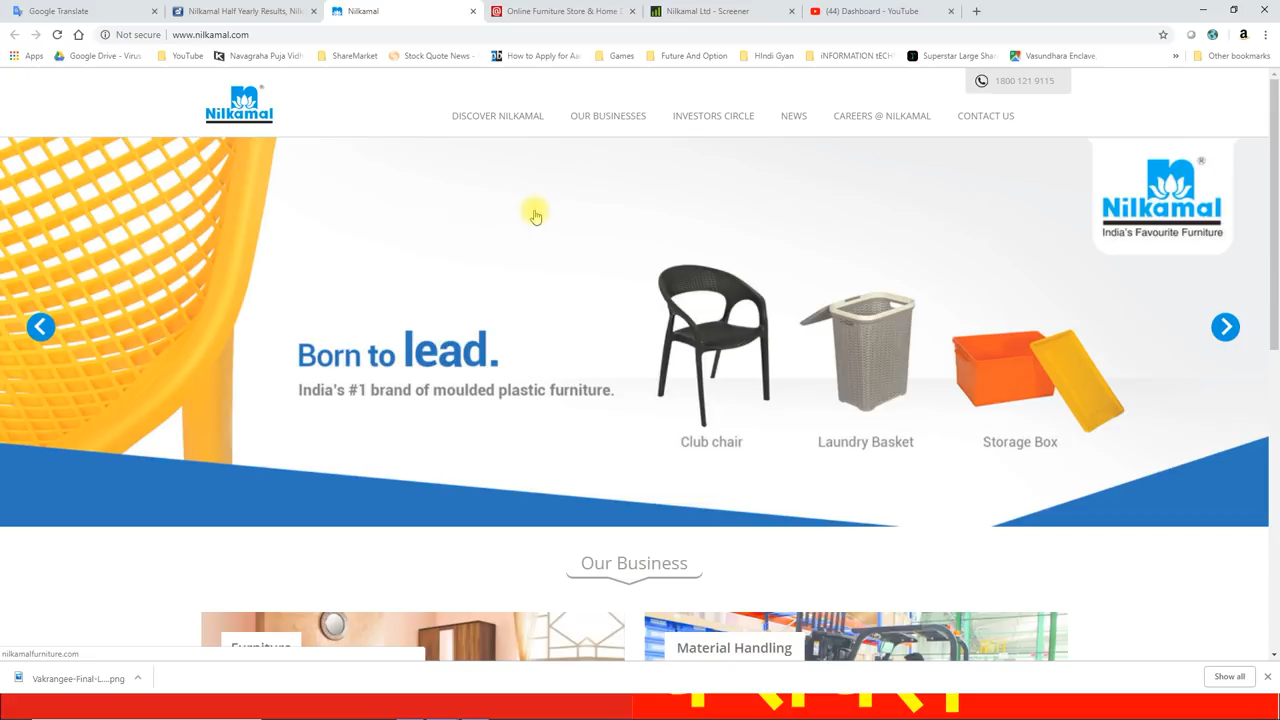 Google Translate
Nilkamal Half Yearly Results, Nilk
Nilkamal
Online Furniture Store & Home D
Nilkamal Ltd - Screener
(44) Dashboard - YouTube
Not secure
www.nilkamal.com
Apps
Google Drive - Virus
YouTube
Navagraha Puja Vidh
ShareMarket
Stock Quote News -
How to Apply for Aad
Games
Future And Option
HIndi Gyan
iNFORMATION tECH
Superstar Large Shar
Vasundhara Enclave,
Other bookmarks
1800 121 9115
Nilkamal
DISCOVER NILKAMAL
OUR BUSINESSES
INVESTORS CIRCLE
NEWS
CAREERS @ NILKAMAL
CONTACT US
Nilkamal
India's Favourite Furniture
Born to lead.
India's #1 brand of moulded plastic furniture.
Club chair
Laundry Basket
Storage Box
Our Business
Furniture
Material Handling
nilkamalfurniture.com
Vakrangee-Final-L....png
Show all